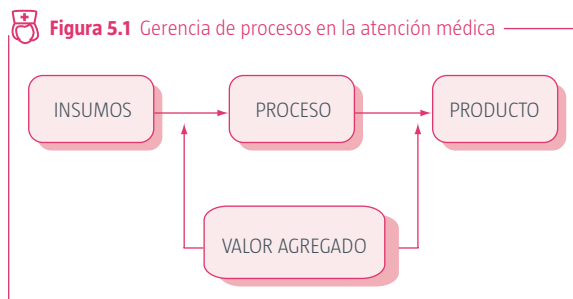 Figura 5.1 Gerencia de procesos en la atención médica
INSUMOS
PROCESO
PRODUCTO
VALOR AGREGADO